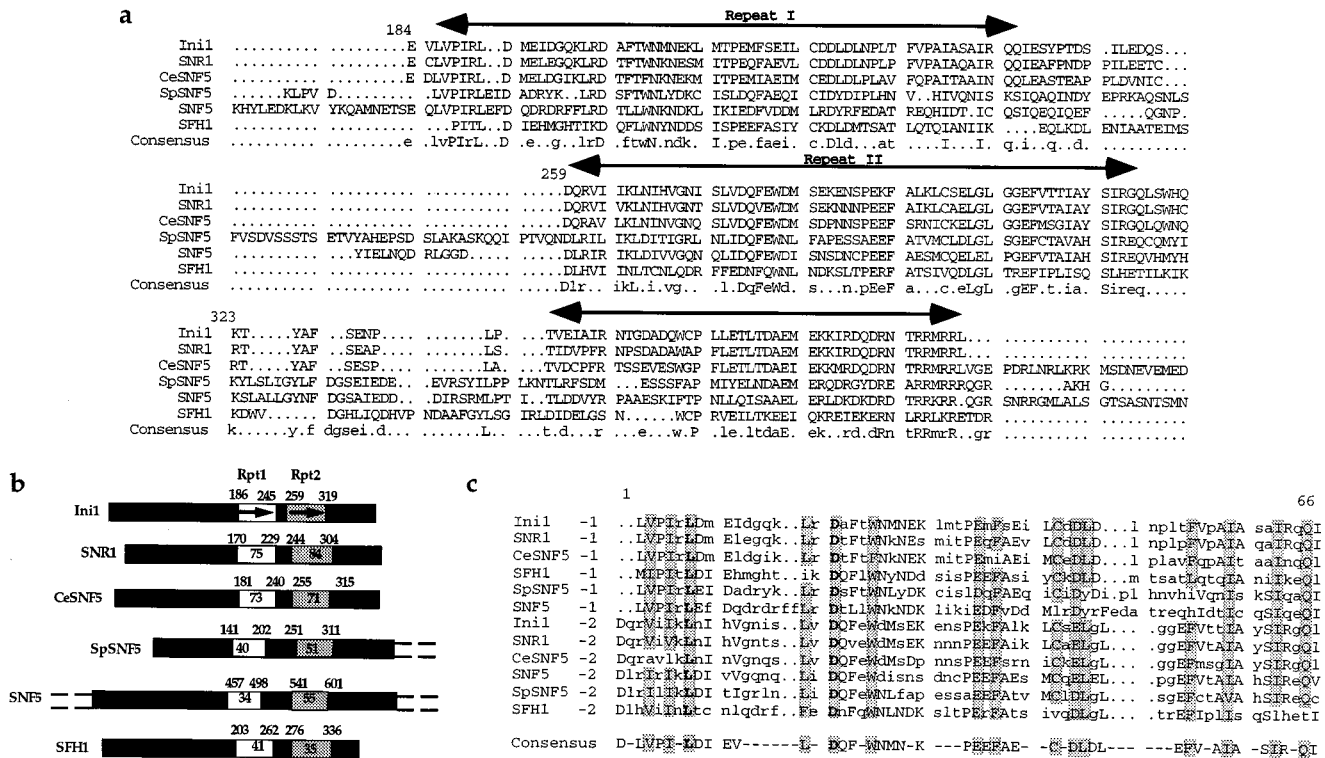 a
Repeat I
184
Ini1 .......... .......... .........E VLVPIRL..D MEIDGQKLRD AFTWNMNEKL MTPEMFSEIL CDDLDLNPLT FVPAIASAIR QQIESYPTDS .ILEDQS...
SNR1 .......... .......... .........E CLVPIRL..D MELEGQKLRD TFTWNKNESM ITPEQFAEVL CDDLDLNPLP FVPAIAQAIR QQIEAFPNDP PILEETC...
CeSNF5 .......... .......... .........E DLVPIRL..D MELDGIKLRD TFTFNKNEKM ITPEMIAEIM CEDLDLPLAV FQPAITAAIN QQLEASTEAP PLDVNIC...
SpSNF5 .....KLPV D......... .......... .LVPIRLEID ADRYK.LRD SFTWNLYDKC ISLDQFAEQI CIDYDIPLHN V..HIVQNIS KSIQAQINDY EPRKAQSNLS
SNF5 KHYLEDKLKV YKQAMNETSE QLVPIRLEFD QDRDRFFLRD TLLWNKNDKL IKIEDFVDDM LRDYRFEDAT REQHIDT.IC QSIQEQIQEF ......QGNP.
SFH1 .......... .......... .......... ...PITL..D IEHMGHTIKD QFLWNYNDDS ISPEEFASIY CKDLDMTSAT LQTQIANIIK ...EQLKDL ENIAATEIMS
Consensus .......... .......... .........e lvPIrL..D .e..g..lrD .ftwN.ndk. I.pe.faeic .Dld..at .I..I.. q.i..q.d.
Repeat II
259
Ini1 DQRVI IKLNIHVGNI SLVDQFEWDM SEKENSPEKF ALKLCSELGL GGEFVTTIAY SIRGQLSWHQ
SNR1 DQRVI VKLNIHVGNT SLVDQVEWDM SEKNNNPEEF AIKLCAELGL GGEFVTAIAY SIRGQLSWHC
CeSNF5 DQRAV LKLNINVGNQ SLVDQFEWDM SDPNNSPEEF SRNICKELGL GGEFMSGIAY SIRGQLQWNQ
SpSNF5 FVSDVSSSTS ETVYAHEPSD SLAKASKQQI PTVQNDLRIL IKLDITIGRL NLIDQFEWNL FAPESSAEEF ATVMCLDLGL SGEFCTAVAH SIREQCQMYI
SNF5 .......... ....YIELNQD RLGGD..... DLRIR IKLDIVVGQN QLIDQFEWDI SNSDNCPEEF AESMCQELEL PGEFVTAIAH SIREQVHMYH
SFH1 DLHVI INLTCNLQDR FFEDNFQWNL NDKSLTPERF ATSIVQDLGL TREFIPLISQ SLHETILKIK
Consensus Dlr.. ikL.i.vg.. .l.DQFeWd. s..n.pEeF a...c.eLgL .gEF.t.ia. Sireq.....
323
Ini1 KT.....YAF .SENP..... .......LP. ...TVEIAIR NTGDADQWCP LLETLTDAEM EKKIRDQDRN TRRMRRL...
SNR1 RT.....YAF .SEAP..... .......LS. ...TIDVPFR NPSDADAWAP FLETLTDAEM EKKIRDQDRN TRRMRRL...
CeSNF5 RT.....YAF .SESP..... .......LA. ...TVDCPFR TSSEVESWGP FLETLTDAEI EKKMRDQDRN TRRMRRLVGE PDRLNRLKRK MSDNEVEMED
SpSNF5 KYLSLIGYLF DGSEIEDE.. .EVRSYILPP LKNTLRFSDM ...ESSSFAP MIYELNDAEM ERQDRGYDRE ARRMRRQGR. ......AKHG
SNF5 KSLALLGYNF DGSAIEDD.. ..DIRSRMLPTI ...TLDDVYR PAAESKIFTP NLLQISAAEL ERLDKDKDRD TRRKRR.QGR SNRRGMLALS GTSASNTSMN
SFH1 KDWV...... DGHLIQDHVP NDAAFGYLSG IRLDIDELGS N.....WCP RVEILTKEEI QKREIEKERN LRRLKRETDR
Consensus k......y.f dgsei.d... .......L.. ...t.d...r ..e..w.P .le.ltdaE. ek..rd.dRn tRRmrR..gr
b
Rpt1 Rpt2
186 245 259 319
Ini1
170 229 244 304
SNR1 75 84
181 240 255 315
CeSNF5 73 71
141 202 251 311
SpSNF5 40 51
457 498 541 601
SNF5 34
203 262 276 336
SFH1 41
c
1 66
Ini1 -1 ..LVPIrLDm EIdgqk..Lr DaFtWNMNEK lmtPEmFsEi LCdDLD...l npltFVpAIA saIRqQI
SNR1 -1 ..LVPIrLDm Elegqk..Lr DtFtWNkNEs mitPEqFAEv LCdDLD...l nplpFVpAIA qaIRqQI
CeSNF5 -1 ..LVPIrLDm Eldgik..Lr DtFtFNkNEK mitPEmiAEi MCeDLD...l plavFqpAIt aaInqQl
SFH1 -1 ..MIPItLDI Ehmght..ik DQFlWNyNDd sisPEEFAsi yCkDLD...m tsatLqtqIA niIkeQl
SpSNF5 -1 ..LVPIrLEI Dadryk..Lr DsFtWNLyDK cislDqFAEq iCiDyDi.pl hnvhiVqnIs kSIqaQI
SNF5 -1 ..LVPIrLEf DqdrdrffLr DtLlWNkNDK likiEDFvDd MlrDyrFeda treqhIdtIc qSIqeQI
Ini1 -2 DqrVIiKLnI hVgnis..Lv DQFeWdMsEK ensPEkFAlk LCsELgL... .ggEFVttIA ySIRgQl
SNR1 -2 DqrVIvKLnI hVgnts..Lv DQveWdMsEK nnnPEEFAik LCaELgL... .ggEFVtaIA ySIRgQl
CeSNF5 -2 DqravlkLnI nVgnqs..Lv DQFeWdMsDp nnsPEEFsrn iCkELgL... .ggEFmsgIA ySIRgQl
SNF5 -2 DlrIrIkLDI vVgqnq..Li DQFeWdisns dncPEEFAEs MCqELeL... .pgEFVtaIA hSIReQV
SpSNF5 -2 DlrIlIkLDI tIgrln..Li DQFeWNLfap essaEEFAtv MClDLgL... .sgEFctAVA hSIReQc
SFH1 -2 DlhVIinLtc nlqdrf..Fe DnFqWNLNDK sltPErFAts ivqDLgL... .trEFIplIs qSlhetI
Consensus D-LVPI-LDI EV------L- DQF-WNMN-K ---PEEFAE- -C-DLDL- ---EFV-AIA -SIR-QI